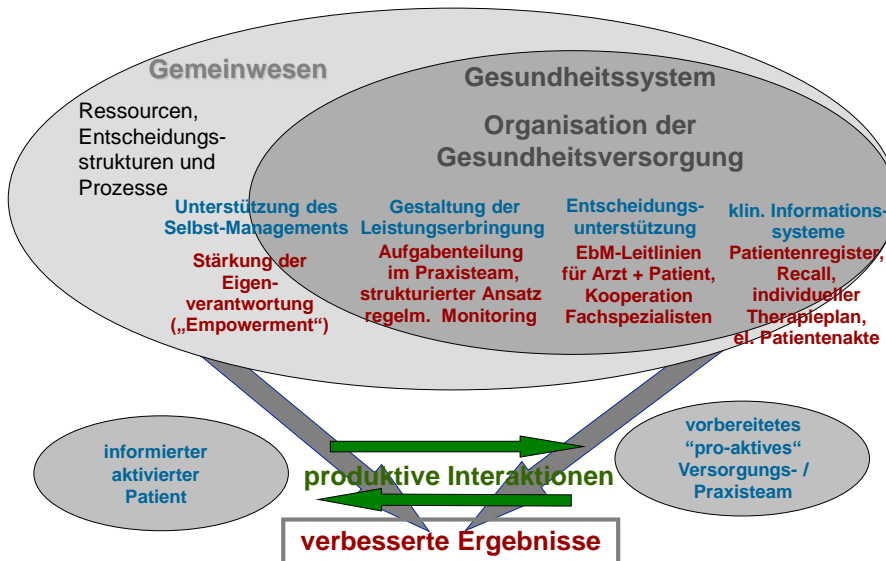 Gemeinwesen
Ressourcen,
Entscheidungs-
strukturen und
Prozesse
Gesundheitssystem
Organisation der
Gesundheitsversorgung
Unterstützung des
Selbst-Managements
Stärkung der
Eigen-
verantwortung
(„Empowerment“)
Gestaltung der
Leistungserbringung
Aufgabenteilung
im Praxisteam,
strukturierter Ansatz
regelm. Monitoring
Entscheidungs-
unterstützung
EbM-Leitlinien
für Arzt + Patient,
Kooperation
Fachspezialisten
klin. Informations-
systeme
Patientenregister,
Recall,
individueller
Therapieplan,
el. Patientenakte
informierter
aktivierter
Patient
produktive Interaktionen
vorbereitetes
“pro-aktives“
Versorgungs- /
Praxisteam
verbesserte Ergebnisse